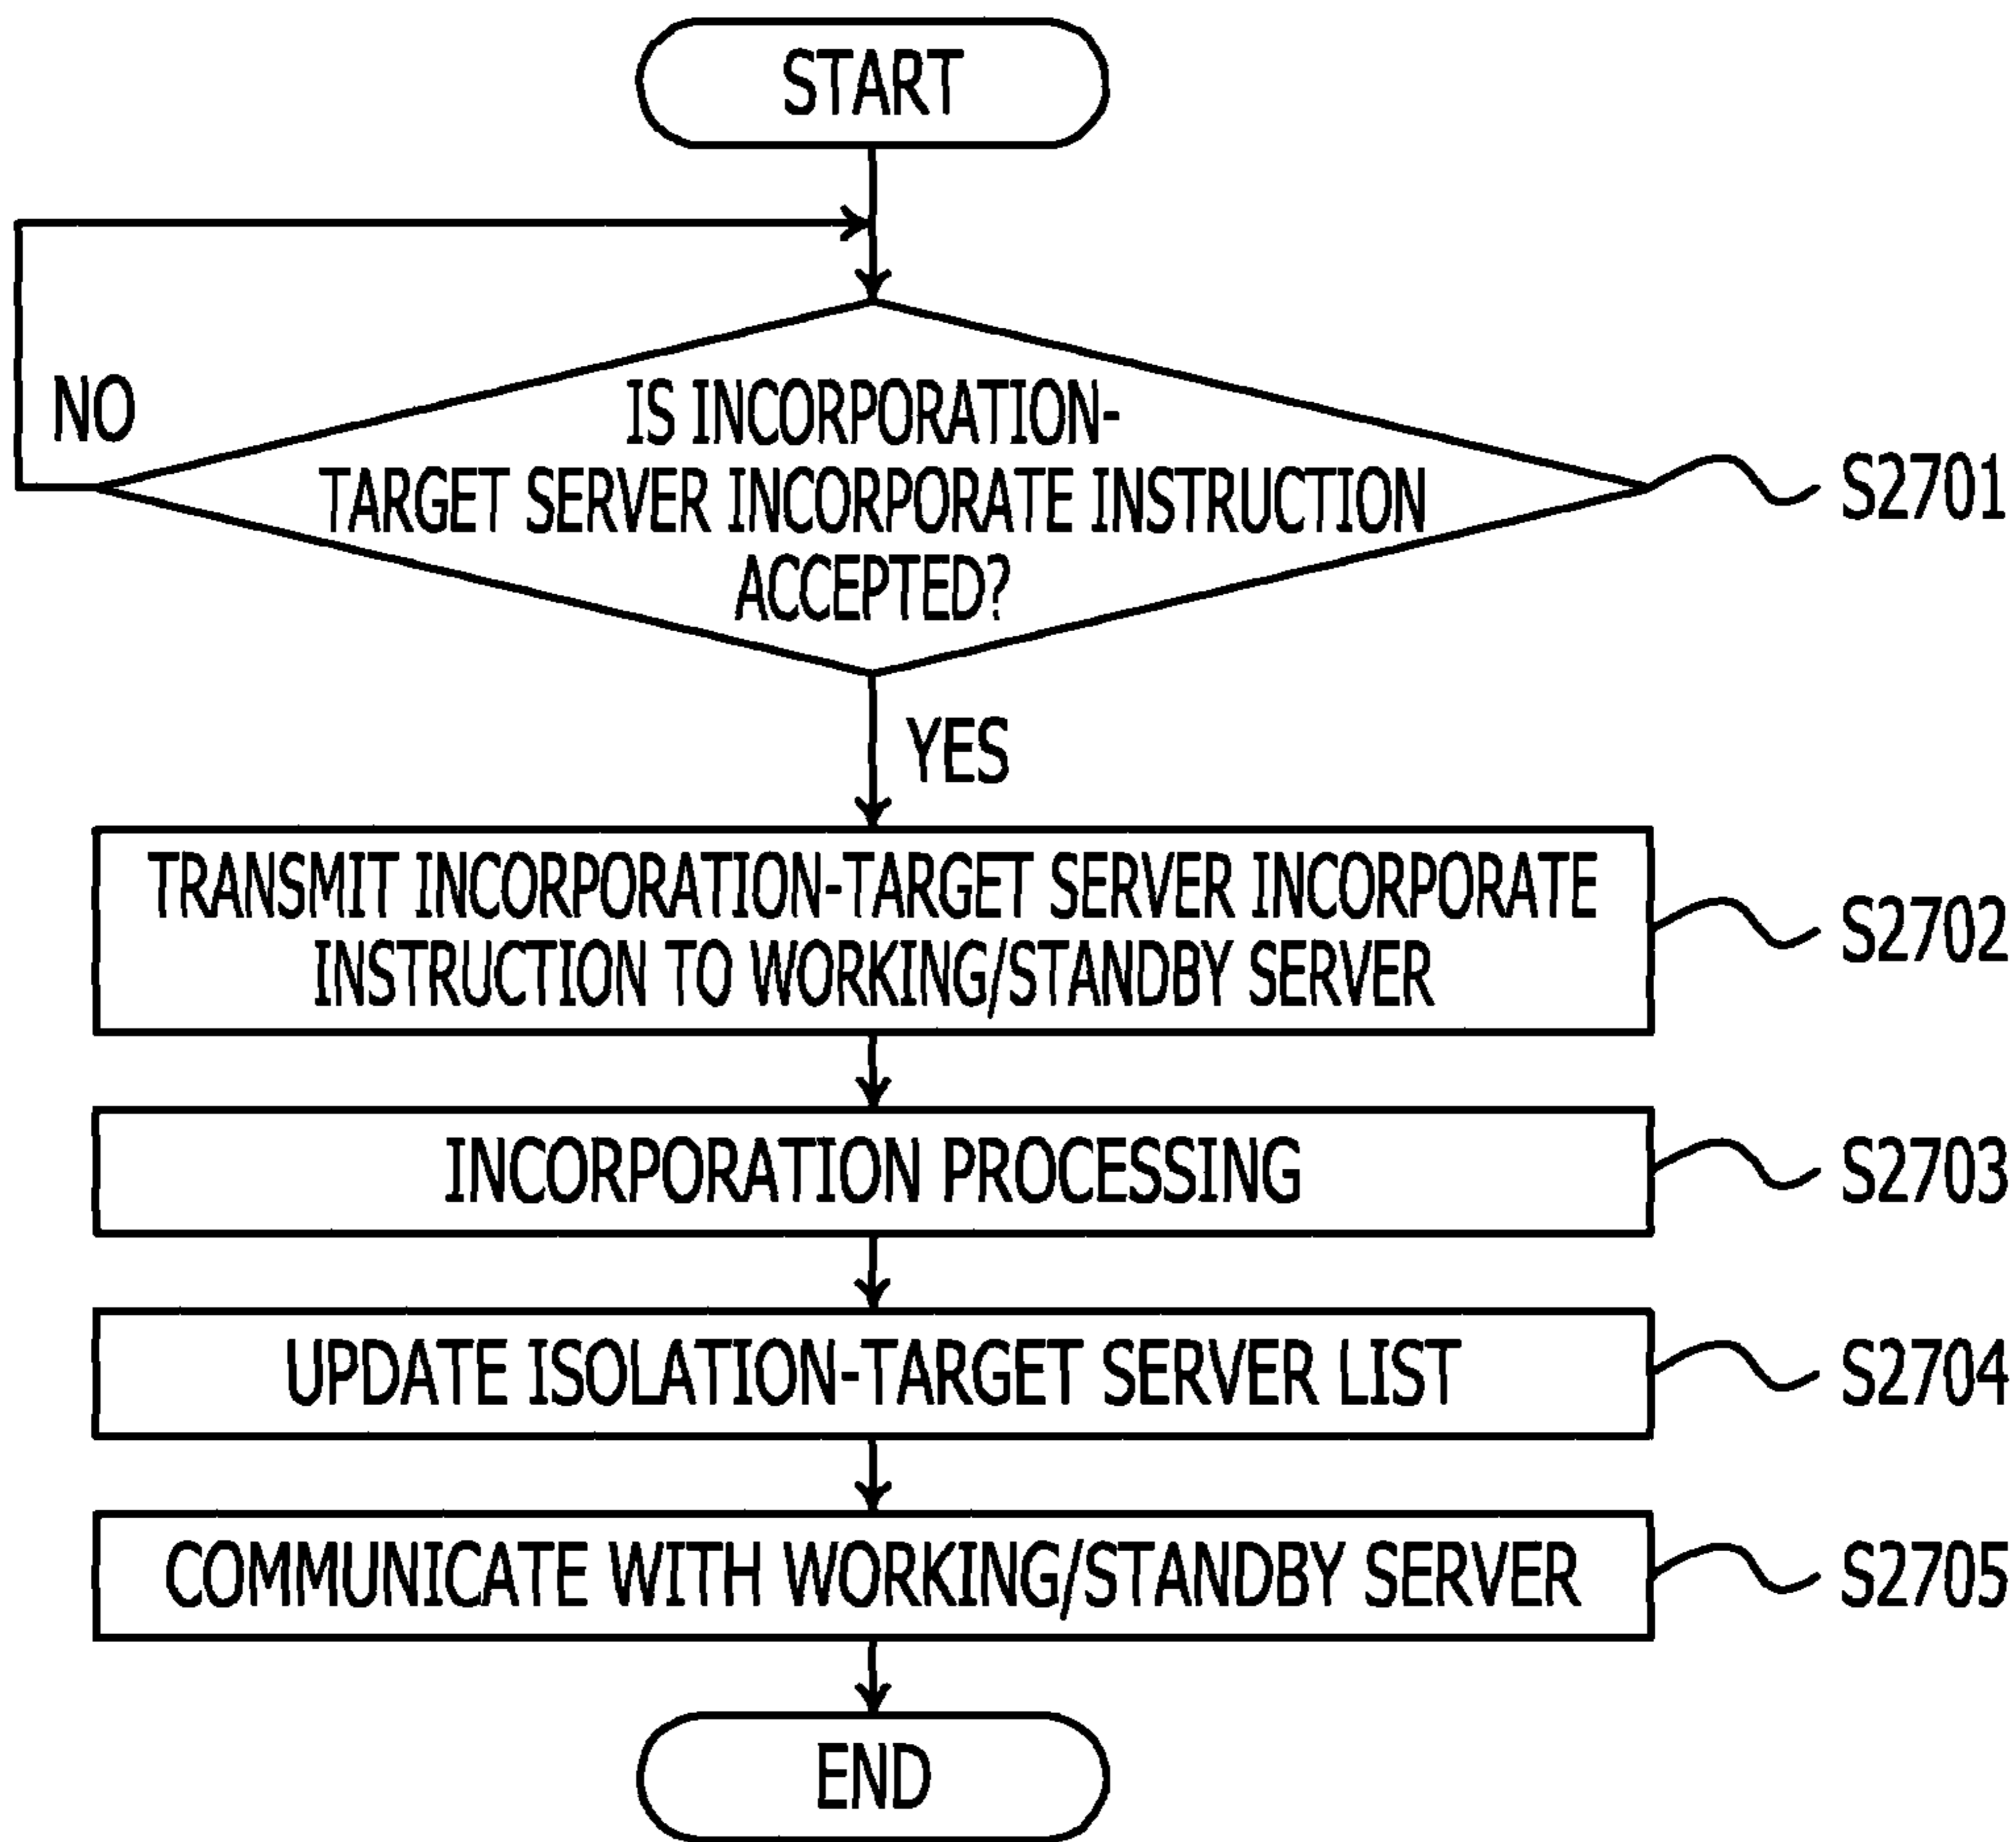 START
NO
IS INCORPORATION-
TARGET SERVER INCORPORATE INSTRUCTION
ACCEPTED?
S2701
YES
TRANSMIT INCORPORATION-TARGET SERVER INCORPORATE
INSTRUCTION TO WORKING/STANDBY SERVER
S2702
INCORPORATION PROCESSING
S2703
UPDATE ISOLATION-TARGET SERVER LIST
S2704
COMMUNICATE WITH WORKING/STANDBY SERVER
S2705
END